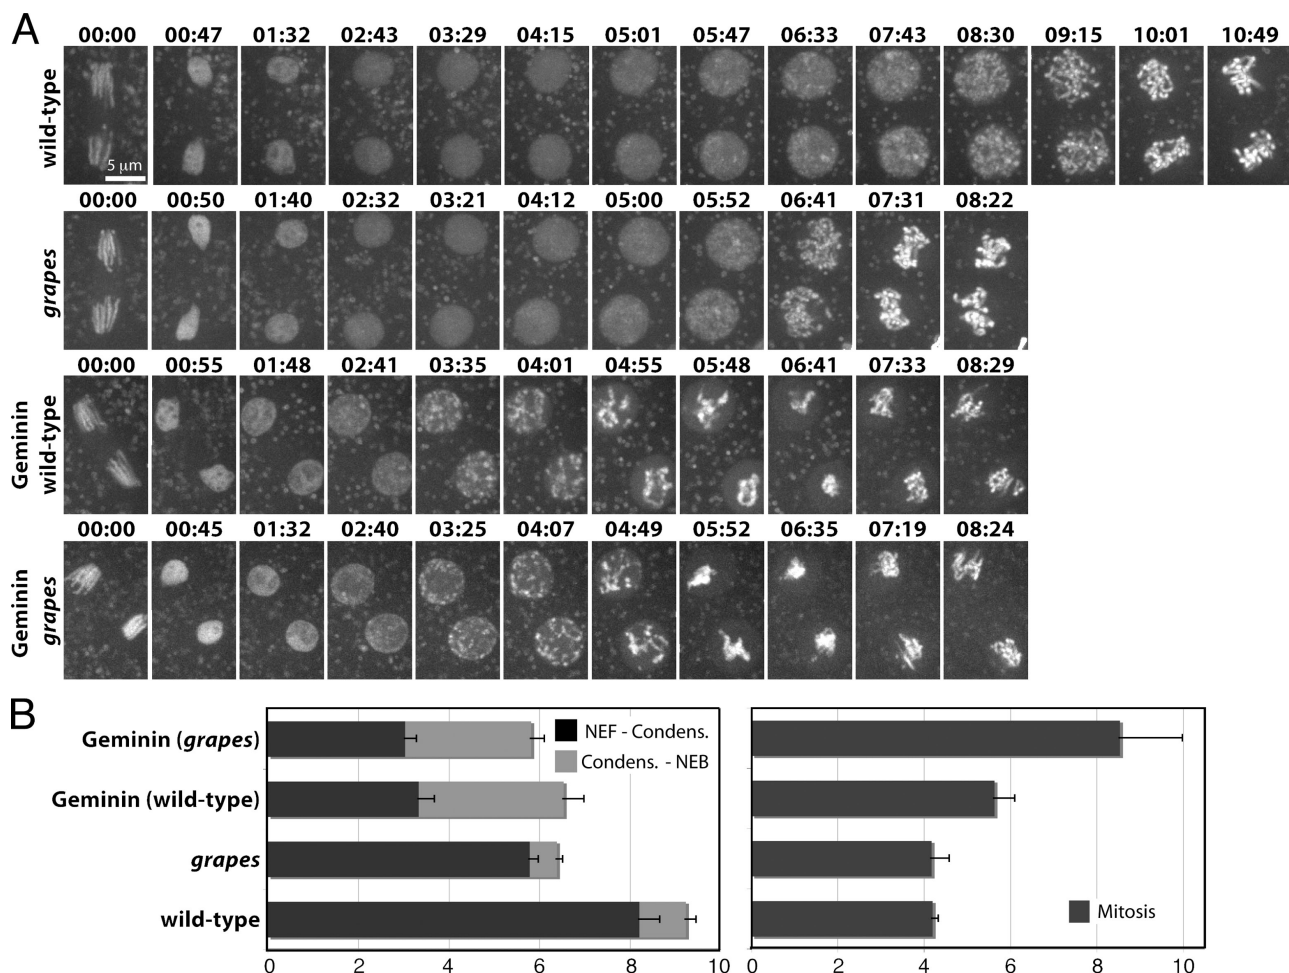 A
00:00 00:47 01:32 02:43 03:29 04:15 05:01 05:47 06:33 07:43 08:30 09:15 10:01 10:49
wild-type
5 μm
00:00 00:50 01:40 02:32 03:21 04:12 05:00 05:52 06:41 07:31 08:22
grapes
00:00 00:55 01:48 02:41 03:35 04:01 04:55 05:48 06:41 07:33 08:29
Geminin
wild-type
00:00 00:45 01:32 02:40 03:25 04:07 04:49 05:52 06:35 07:19 08:24
Geminin
grapes
B
Geminin (grapes)
Geminin (wild-type)
grapes
wild-type
NEF - Condens.
Condens. - NEB
0 2 4 6 8 10
Mitosis
0 2 4 6 8 10